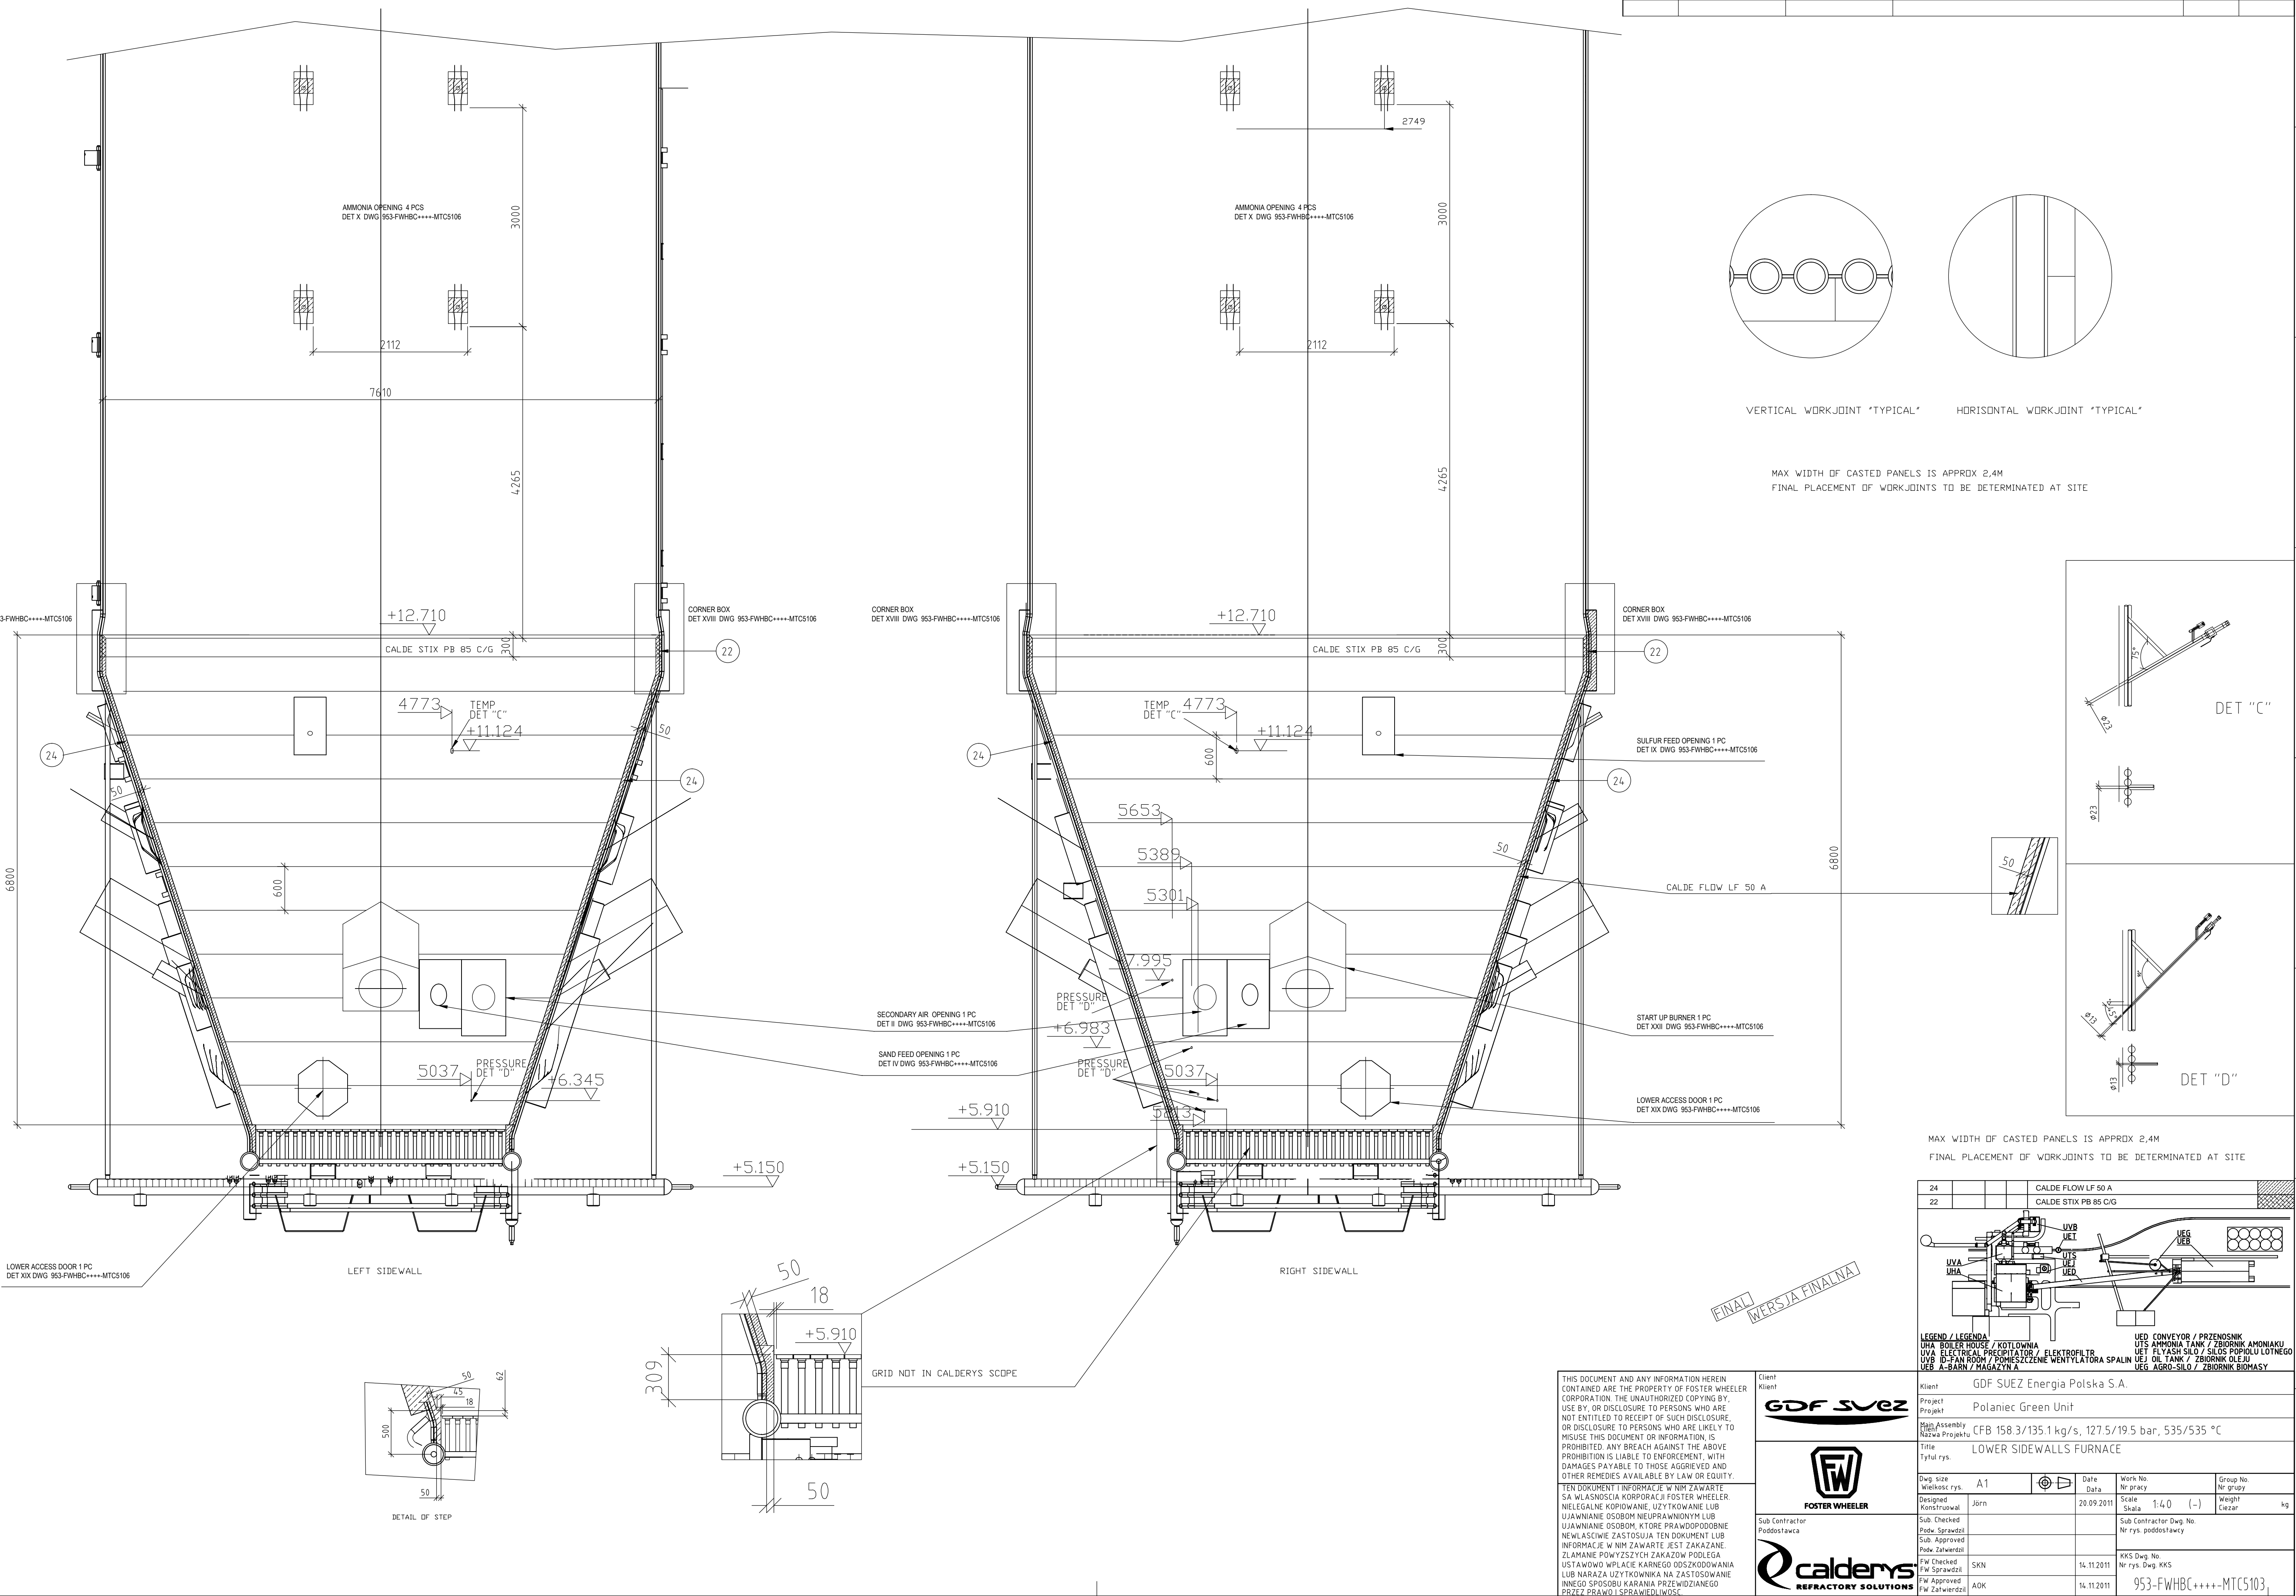 AMMONIA OPENING 4 PCS
DET X DWG 953-FWHBC++++-MTC5106
3000
2112
7610
4265
3-FWHBC++++-MTC5106
+12.710
CALDE STIX PB 85 C/G
300
CORNER BOX
DET XVIII DWG 953-FWHBC++++-MTC5106
22
4773
TEMP
DET "C"
+11.124
50
24
24
50
6800
600
5037
PRESSURE
DET "D"
+6.345
+5.150
LOWER ACCESS DOOR 1 PC
DET XIX DWG 953-FWHBC++++-MTC5106
LEFT SIDEWALL
2749
AMMONIA OPENING 4 PCS
DET X DWG 953-FWHBC++++-MTC5106
3000
2112
4265
CORNER BOX
DET XVIII DWG 953-FWHBC++++-MTC5106
+12.710
CALDE STIX PB 85 C/G
300
CORNER BOX
DET XVIII DWG 953-FWHBC++++-MTC5106
22
TEMP
DET "C"
4773
+11.124
600
24
24
SULFUR FEED OPENING 1 PC
DET IX DWG 953-FWHBC++++-MTC5106
5653
5389
5301
50
CALDE FLOW LF 50 A
50
6800
7.995
PRESSURE
DET "D"
+6.983
PRESSURE
DET "D"
5037
5213
SECONDARY AIR OPENING 1 PC
DET II DWG 953-FWHBC++++-MTC5106
SAND FEED OPENING 1 PC
DET IV DWG 953-FWHBC++++-MTC5106
START UP BURNER 1 PC
DET XXII DWG 953-FWHBC++++-MTC5106
LOWER ACCESS DOOR 1 PC
DET XIX DWG 953-FWHBC++++-MTC5106
+5.910
+5.150
RIGHT SIDEWALL
50
18
+5.910
309
50
GRID NOT IN CALDERYS SCOPE
50
62
45
18
500
50
DETAIL OF STEP
VERTICAL WORKJOINT "TYPICAL"
HORISONTAL WORKJOINT "TYPICAL"
MAX WIDTH OF CASTED PANELS IS APPROX 2,4M
FINAL PLACEMENT OF WORKJOINTS TO BE DETERMINATED AT SITE
75°
Ø23
DET "C"
Ø23
45°
Ø13
Ø13
DET "D"
MAX WIDTH OF CASTED PANELS IS APPROX 2,4M
FINAL PLACEMENT OF WORKJOINTS TO BE DETERMINATED AT SITE
24 CALDE FLOW LF 50 A
22 CALDE STIX PB 85 C/G
UVB
UET
UTS
UEJ
UED
UEG
UEB
UVA
UHA
LEGEND / LEGENDA
UHA BOILER HOUSE / KOTLOWNIA
UVA ELECTRICAL PRECIPITATOR / ELEKTROFILTR
UVB ID-FAN ROOM / POMIESZCZENIE WENTYLATORA SPALIN
UEB A-BARN / MAGAZYN A
UED CONVEYOR / PRZENOSNIK
UTS AMMONIA TANK / ZBIORNIK AMONIAKU
UET FLYASH SILO / SILOS POPIOLU LOTNEGO
UEJ OIL TANK / ZBIORNIK OLEJU
UEG AGRO-SILO / ZBIORNIK BIOMASY
FINAL
WERSJA FINALNA
THIS DOCUMENT AND ANY INFORMATION HEREIN
CONTAINED ARE THE PROPERTY OF FOSTER WHEELER
CORPORATION. THE UNAUTHORIZED COPYING BY,
USE BY, OR DISCLOSURE TO PERSONS WHO ARE
NOT ENTITLED TO RECEIPT OF SUCH DISCLOSURE,
OR DISCLOSURE TO PERSONS WHO ARE LIKELY TO
MISUSE THIS DOCUMENT OR INFORMATION, IS
PROHIBITED. ANY BREACH AGAINST THE ABOVE
PROHIBITION IS LIABLE TO ENFORCEMENT, WITH
DAMAGES PAYABLE TO THOSE AGGRIEVED AND
OTHER REMEDIES AVAILABLE BY LAW OR EQUITY.
TEN DOKUMENT I INFORMACJE W NIM ZAWARTE
SA WLASNOSCIA KORPORACJI FOSTER WHEELER.
NIELEGALNE KOPIOWANIE, UZYTKOWANIE LUB
UJAWNIANIE OSOBOM NIEUPRAWNIONYM LUB
UJAWNIANIE OSOBOM, KTORE PRAWDOPODOBNIE
NEWLASCIWIE ZASTOSUJA TEN DOKUMENT LUB
INFORMACJE W NIM ZAWARTE JEST ZAKAZANE.
ZLAMANIE POWYZSZYCH ZAKAZOW PODLEGA
USTAWOWO WPLACIE KARNEGO ODSZKODOWANIA
LUB NARAZA UZYTKOWNIKA NA ZASTOSOWANIE
INNEGO SPOSOBU KARANIA PRZEWIDZIANEGO
PRZEZ PRAWO I SPRAWIEDLIWOSC.
Client
Klient
GDF SUEZ
FW
FOSTER WHEELER
Sub Contractor
Poddostawca
calderys
REFRACTORY SOLUTIONS
Klient GDF SUEZ Energia Polska S.A.
Project
Projekt Polaniec Green Unit
Main Assembly
Nazwa Projektu CFB 158.3/135.1 kg/s, 127.5/19.5 bar, 535/535 °C
Title LOWER SIDEWALLS FURNACE
Tytul rys.
Dwg. size
Wielkosc rys. A1
Date
Data
Work No.
Nr pracy
Group No.
Nr grupy
Designed
Konstruowal Jörn 20.09.2011
Scale
Skala 1:40 (-)
Weight
Ciezar kg
Sub. Checked
Podw. Sprawdzil
Sub. Approved
Podw. Zatwierdzil
Sub Contractor Dwg. No.
Nr rys. poddostawcy
FW Checked
FW Sprawdzil SKN 14.11.2011
FW Approved
FW Zatwierdzil AOK 14.11.2011
KKS Dwg. No.
Nr rys. Dwg. KKS
953-FWHBC++++-MTC5103